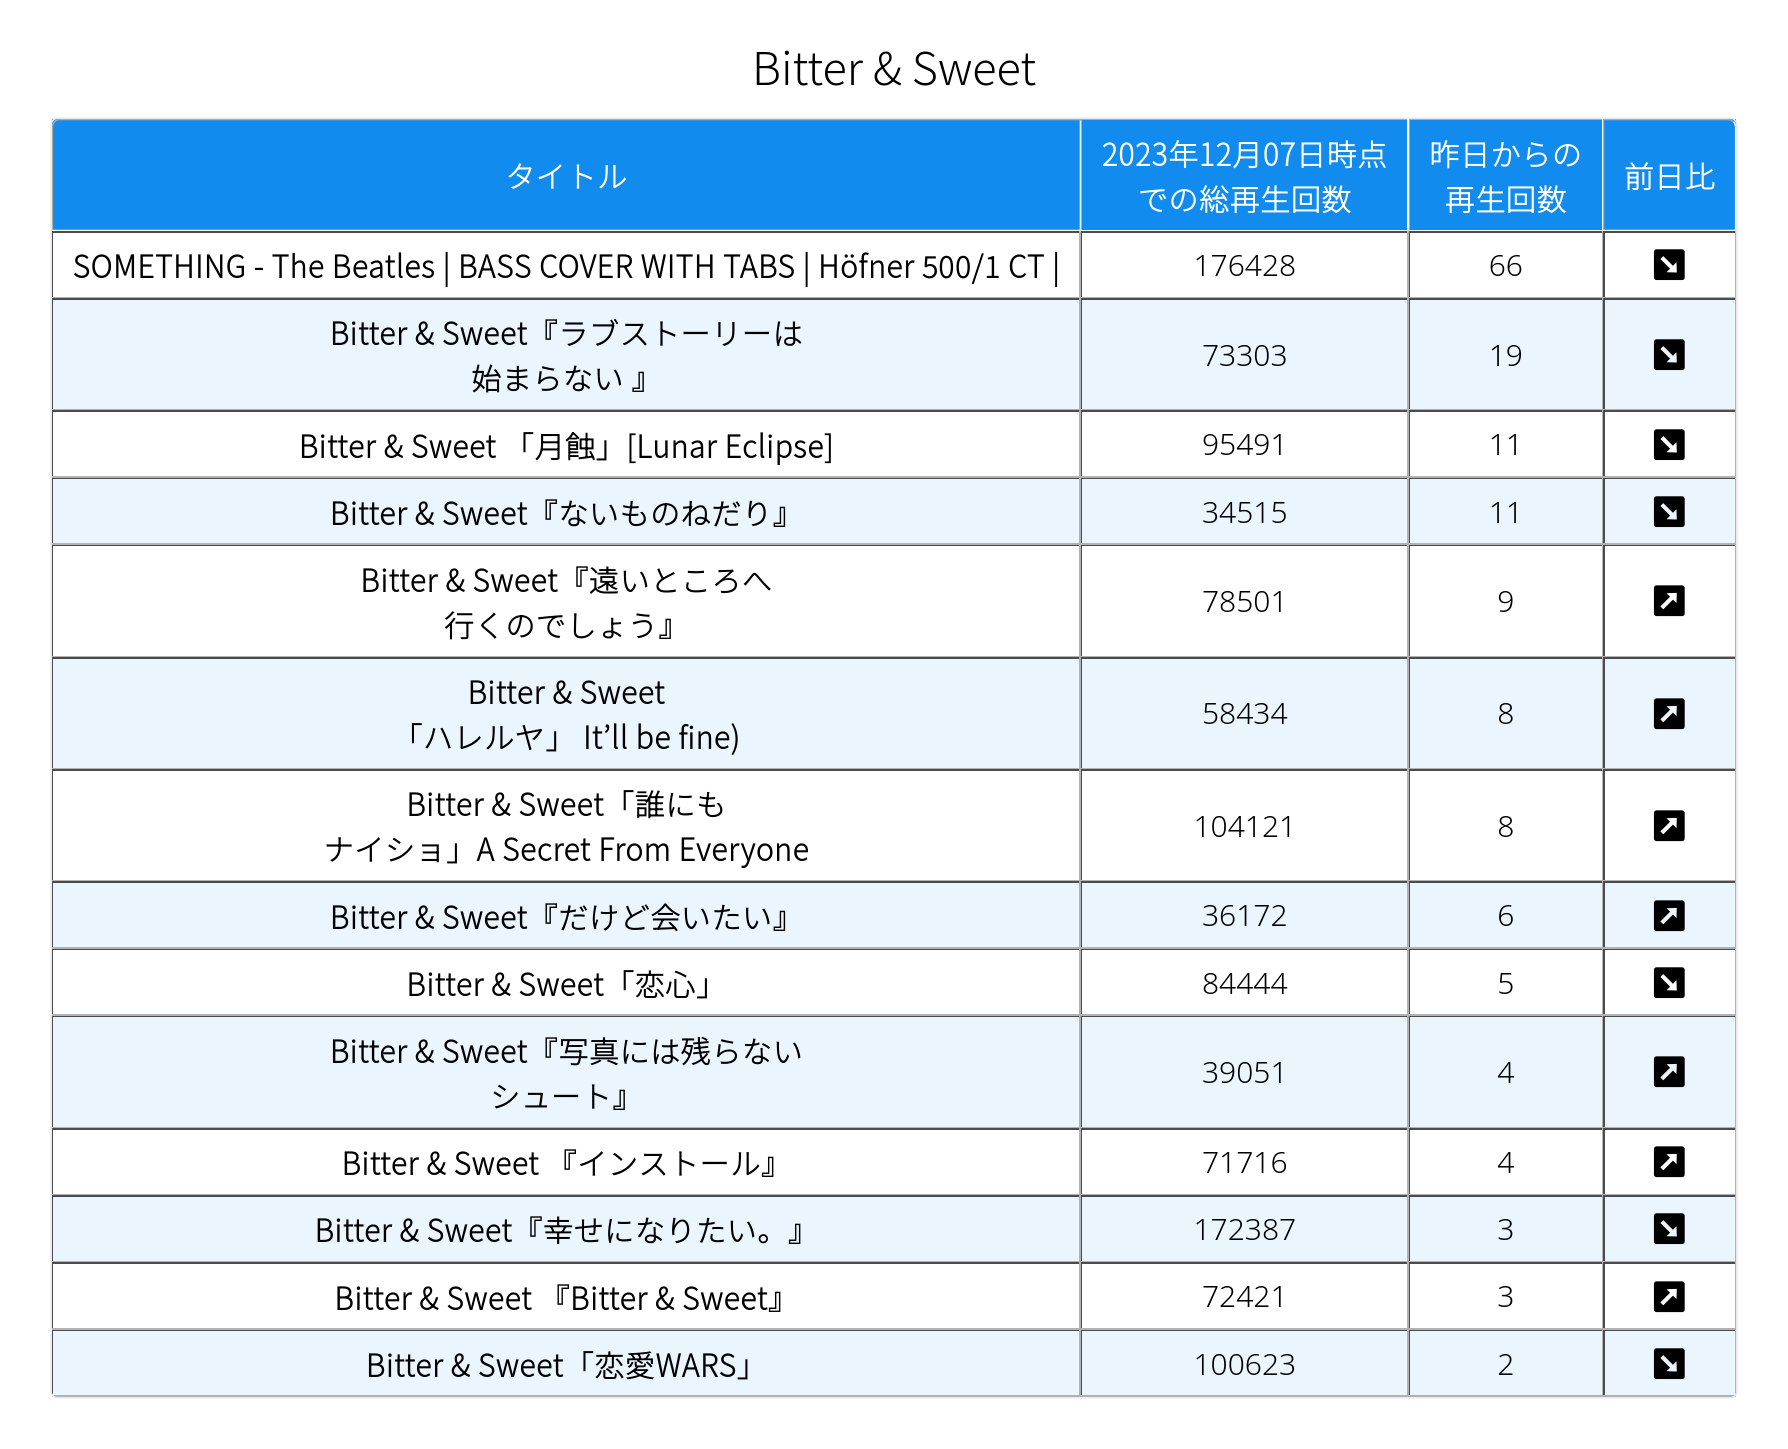 Bitter & Sweet
タイトル
2023年12月07日時点
での総再生回数
昨日からの
再生回数
前日比
SOMETHING - The Beatles | BASS COVER WITH TABS | Höfner 500/1 CT |
176428
66
Bitter & Sweet『ラブストーリーは
始まらない 』
73303
19
Bitter & Sweet 「月蝕」[Lunar Eclipse]
95491
11
Bitter & Sweet『ないものねだり』
34515
11
Bitter & Sweet『遠いところへ
行くのでしょう』
78501
9
Bitter & Sweet
「ハレルヤ」 It’ll be fine)
58434
8
Bitter & Sweet「誰にも
ナイショ」A Secret From Everyone
104121
8
Bitter & Sweet『だけど会いたい』
36172
6
Bitter & Sweet「恋心」
84444
5
Bitter & Sweet『写真には残らない
シュート』
39051
4
Bitter & Sweet 『インストール』
71716
4
Bitter & Sweet『幸せになりたい。』
172387
3
Bitter & Sweet 『Bitter & Sweet』
72421
3
Bitter & Sweet「恋愛WARS」
100623
2